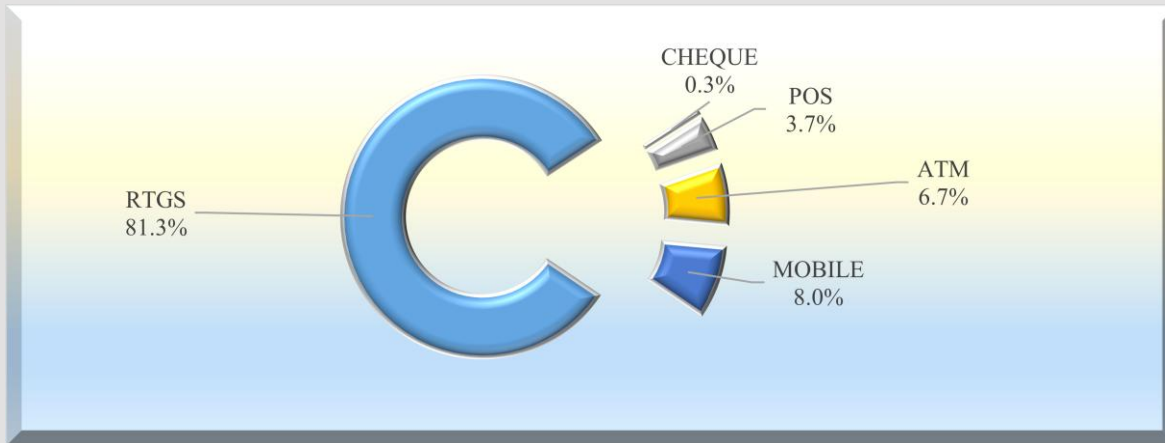 CHEQUE
0.3%
POS
3.7%
ATM
6.7%
RTGS
81.3%
MOBILE
8.0%